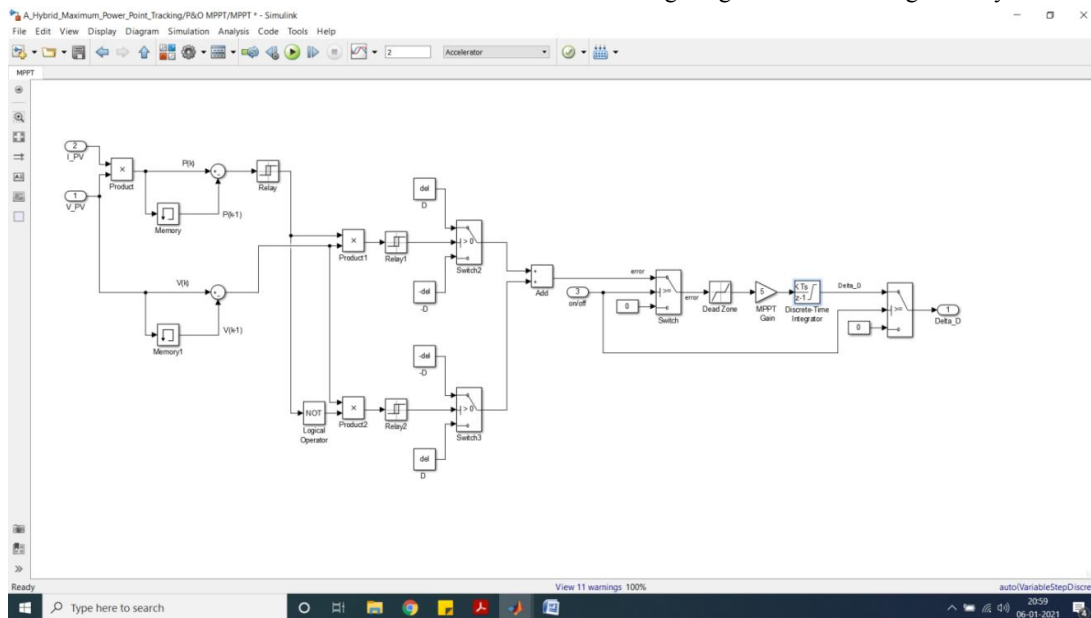 A_Hybrid_Maximum_Power_Point_Tracking/P&O MPPT/MPPT * - Simulink
File Edit View Display Diagram Simulation Analysis Code Tools Help
2
Accelerator
MPPT
2
I_PV
1
V_PV
×
Product
P(k)
Memory
P(k-1)
Relay
V(k)
Memory1
V(k-1)
×
Product1
Relay1
del
D
-del
-D
> 0
Switch2
NOT
Logical
Operator
×
Product2
Relay2
-del
-D
del
D
> 0
Switch3
+
+
Add
3
on/off
error
0
>=
Switch
error
Dead Zone
5
MPPT
Gain
K Ts
z-1
Discrete-Time
Integrator
Delta_D
0
>=
1
Delta_D
Ready
View 11 warnings 100%
auto(VariableStepDiscre
Type here to search
20:59
06-01-2021